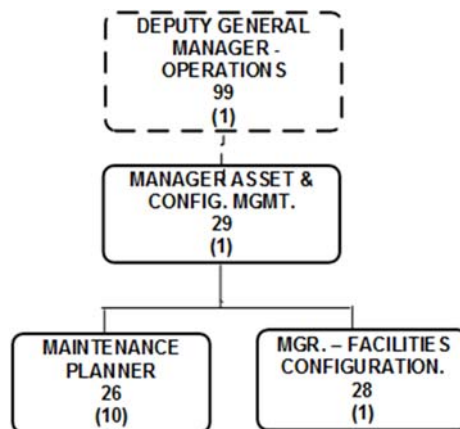 DEPUTY GENERAL
MANAGER -
OPERATIONS
99
(1)
MANAGER ASSET &
CONFIG. MGMT.
29
(1)
MAINTENANCE
PLANNER
26
(10)
MGR. – FACILITIES
CONFIGURATION.
28
(1)